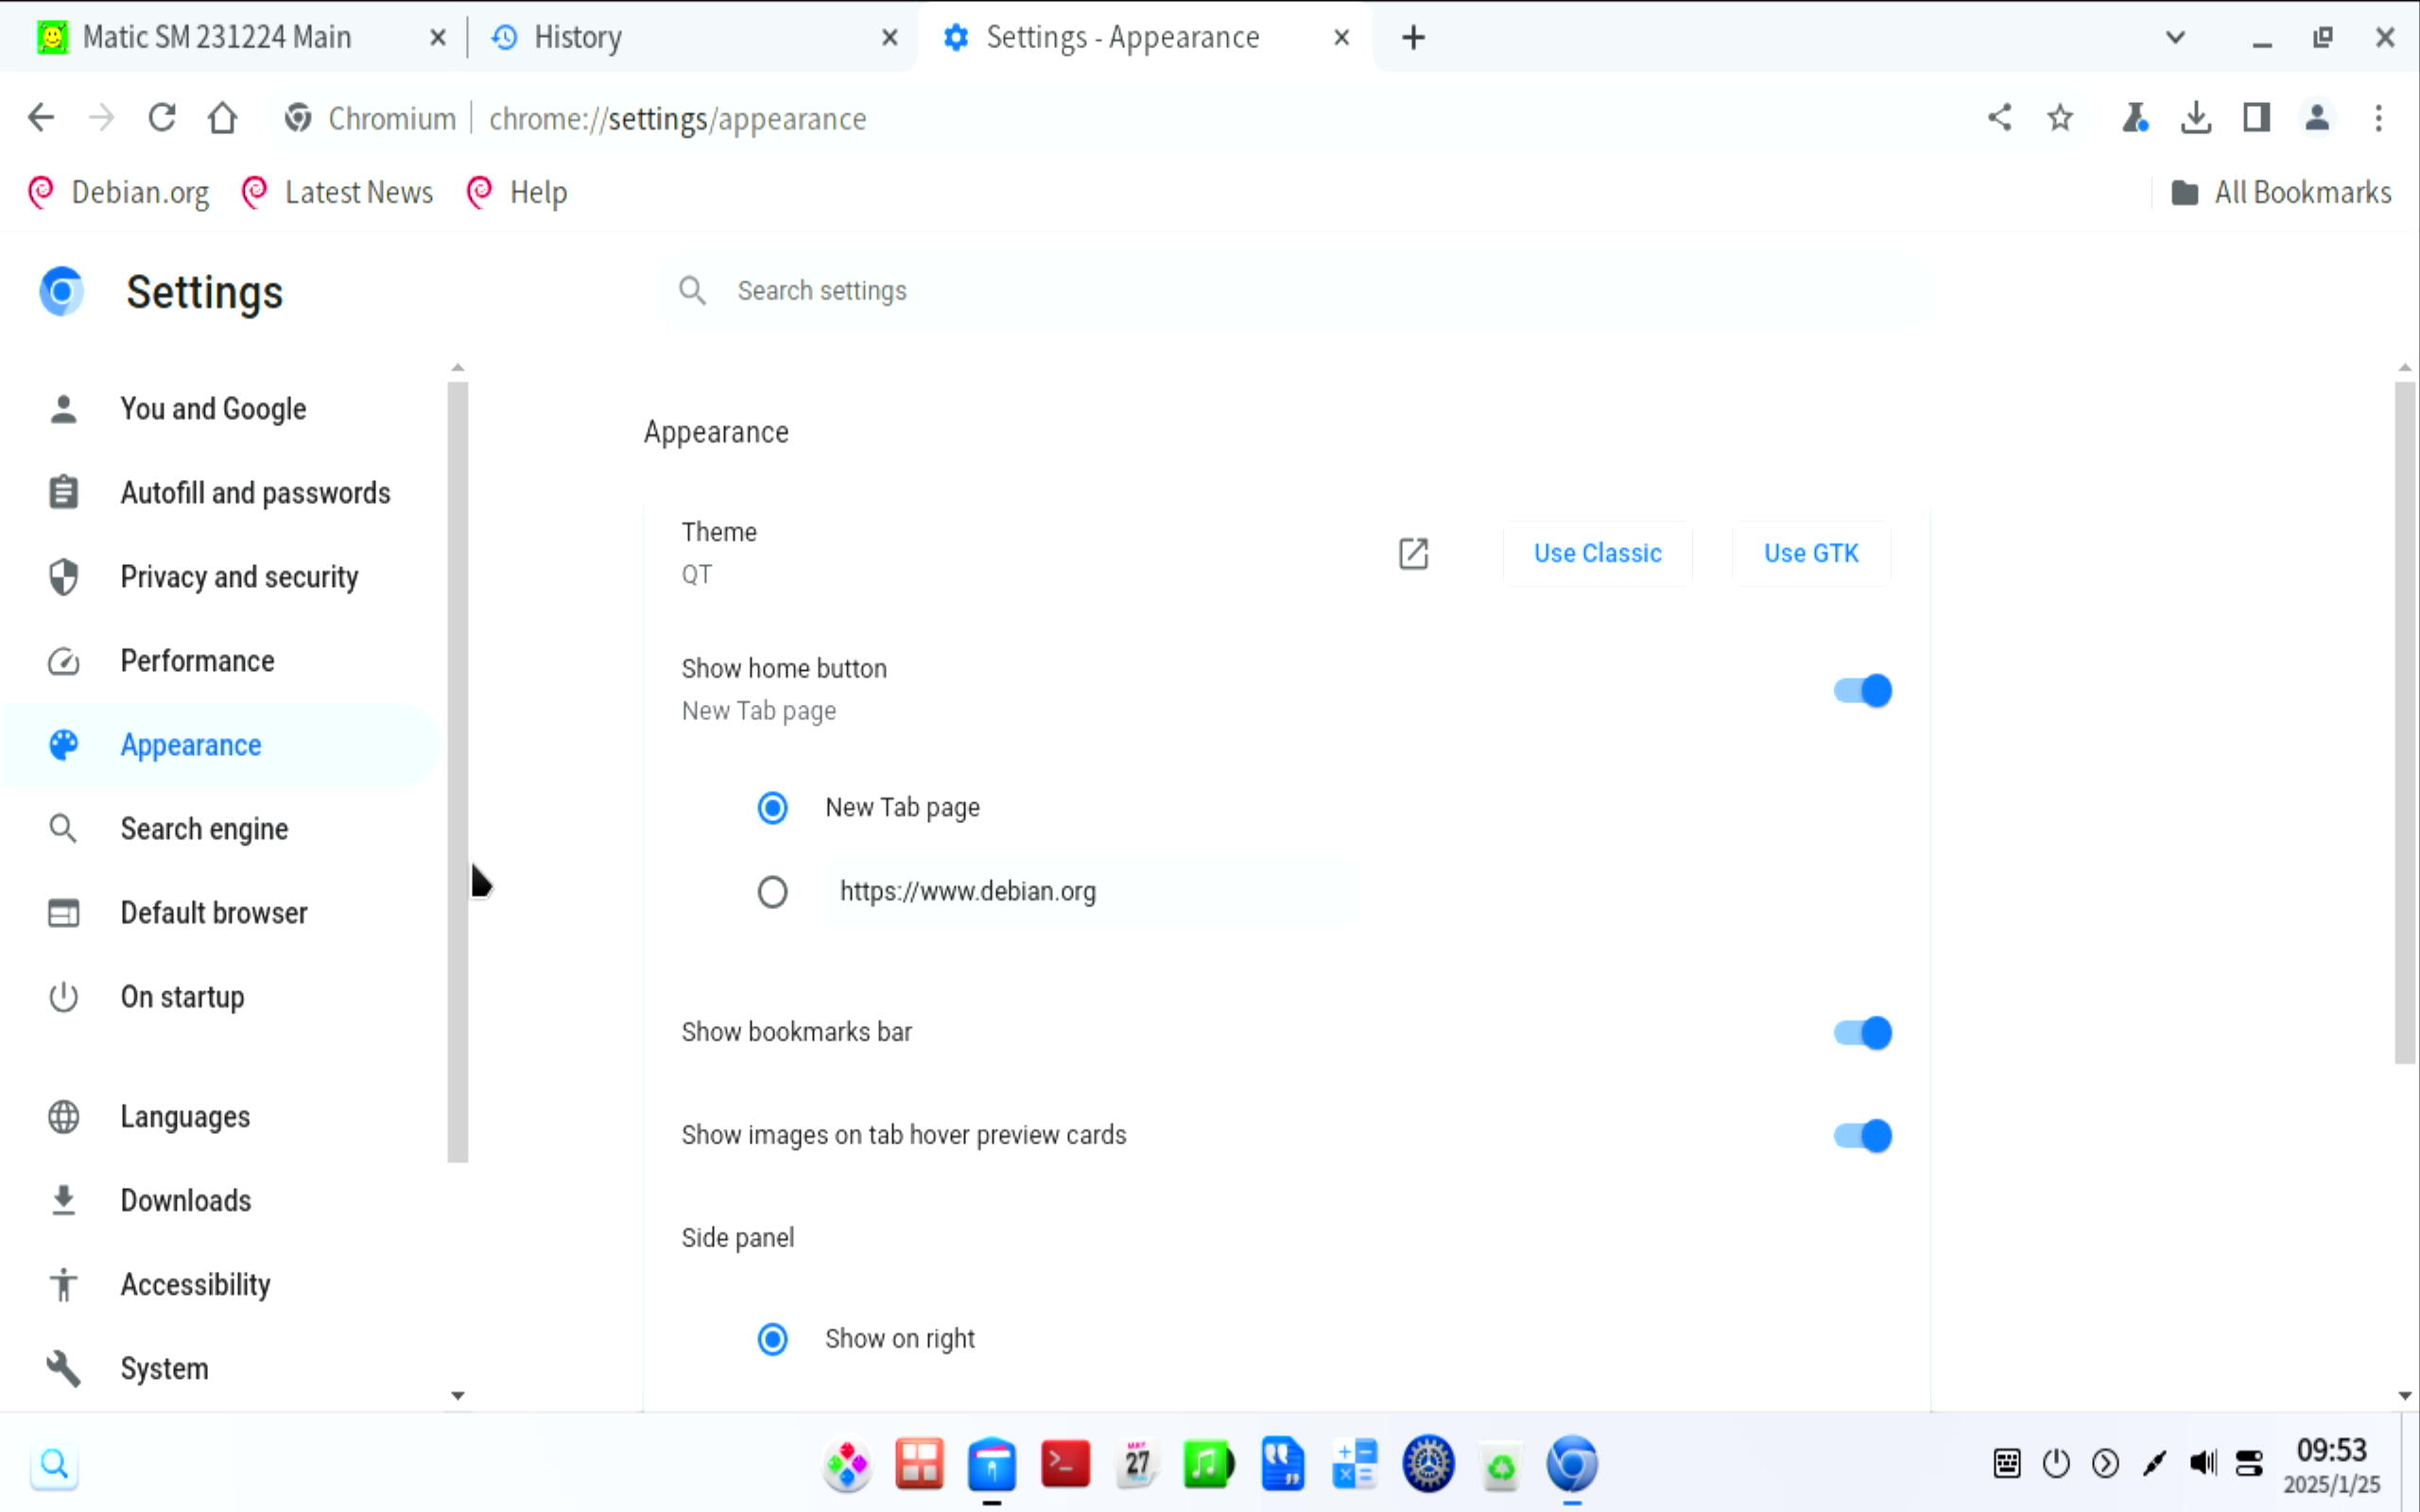 Matic SM 231224 Main
History
Settings - Appearance
Chromium
chrome://settings/appearance
Debian.org
Latest News
Help
All Bookmarks
Settings
Search settings
You and Google
Autofill and passwords
Privacy and security
Performance
Appearance
Search engine
Default browser
On startup
Languages
Downloads
Accessibility
System
Appearance
Theme
QT
Use Classic
Use GTK
Show home button
New Tab page
New Tab page
https://www.debian.org
Show bookmarks bar
Show images on tab hover preview cards
Side panel
Show on right
27
09:53
2025/1/25